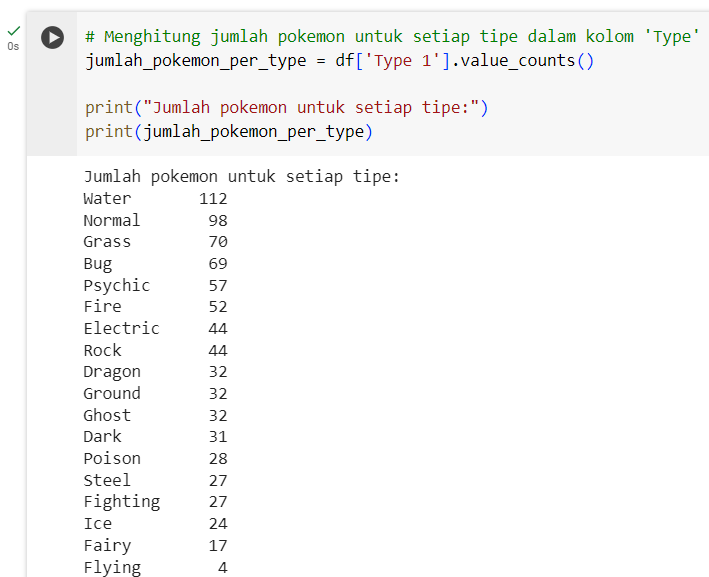 0s
# Menghitung jumlah pokemon untuk setiap tipe dalam kolom 'Type'
jumlah_pokemon_per_type = df['Type 1'].value_counts()
print("Jumlah pokemon untuk setiap tipe:")
print(jumlah_pokemon_per_type)
Jumlah pokemon untuk setiap tipe:
Water 112
Normal 98
Grass 70
Bug 69
Psychic 57
Fire 52
Electric 44
Rock 44
Dragon 32
Ground 32
Ghost 32
Dark 31
Poison 28
Steel 27
Fighting 27
Ice 24
Fairy 17
Flying 4